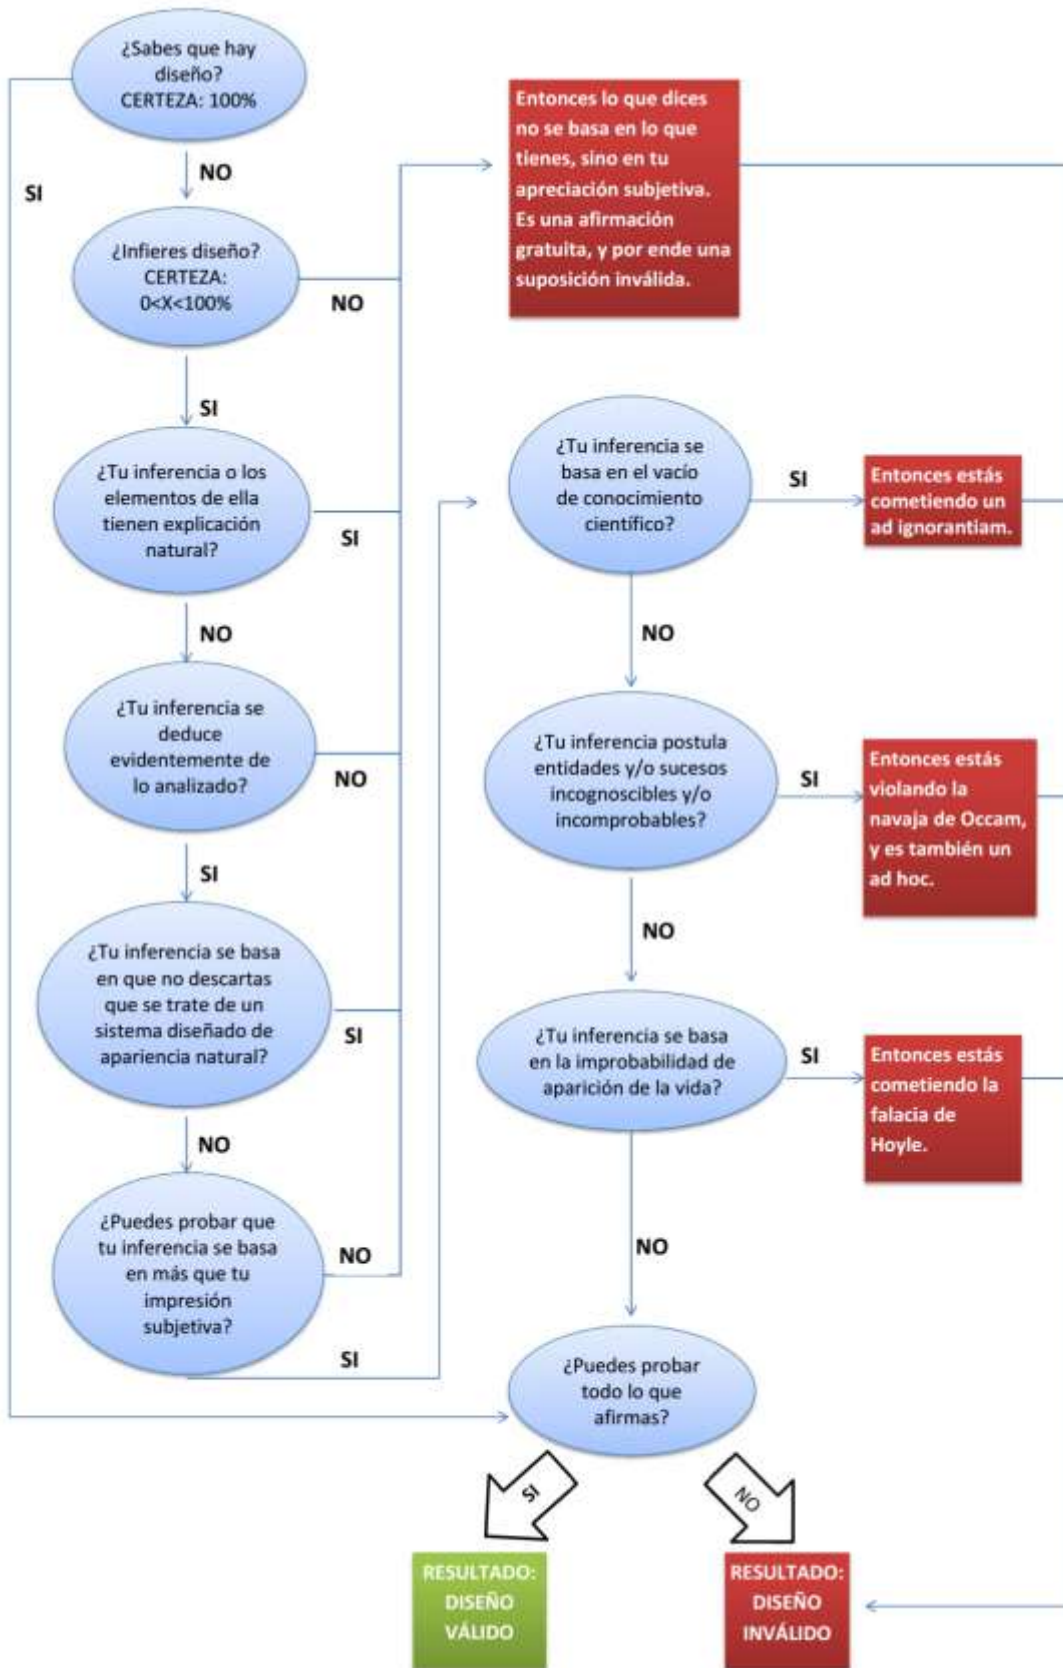 ¿Sabes que hay
diseño?
CERTEZA: 100%
SI
NO
¿Infieres diseño?
CERTEZA:
0<X<100%
NO
SI
¿Tu inferencia o los
elementos de ella
tienen explicación
natural?
SI
NO
¿Tu inferencia se
deduce
evidentemente de
lo analizado?
NO
SI
¿Tu inferencia se basa
en que no descartas
que se trate de un
sistema diseñado de
apariencia natural?
SI
NO
¿Puedes probar que
tu inferencia se basa
en más que tu
impresión
subjetiva?
NO
SI
Entonces lo que dices
no se basa en lo que
tienes, sino en tu
apreciación subjetiva.
Es una afirmación
gratuita, y por ende una
suposición inválida.
¿Tu inferencia se
basa en el vacío
de conocimiento
científico?
SI
Entonces estás
cometiendo un
ad ignorantiam.
NO
¿Tu inferencia postula
entidades y/o sucesos
incognoscibles y/o
incomprobables?
SI
Entonces estás
violando la
navaja de Occam,
y es también un
ad hoc.
NO
¿Tu inferencia se basa
en la improbabilidad de
aparición de la vida?
SI
Entonces estás
cometiendo la
falacia de
Hoyle.
NO
¿Puedes probar
todo lo que
afirmas?
SI
NO
RESULTADO:
DISEÑO
VÁLIDO
RESULTADO:
DISEÑO
INVÁLIDO